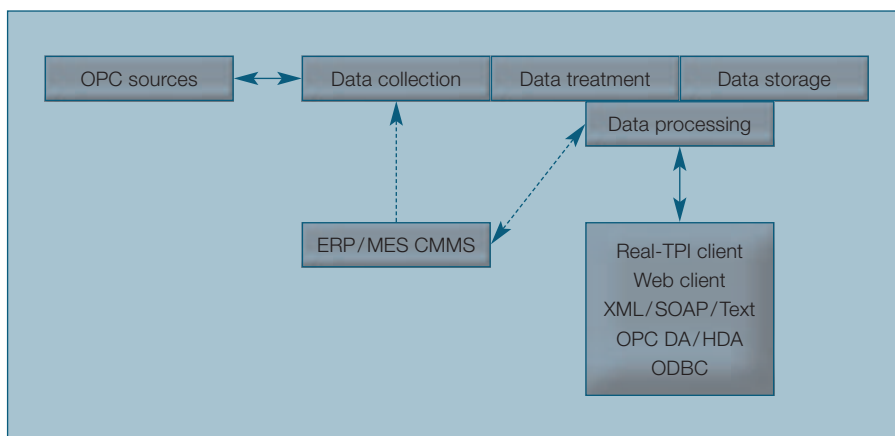 OPC sources
Data collection
Data treatment
Data storage
Data processing
ERP/MES CMMS
Real-TPI client
Web client
XML/SOAP/Text
OPC DA/HDA
ODBC